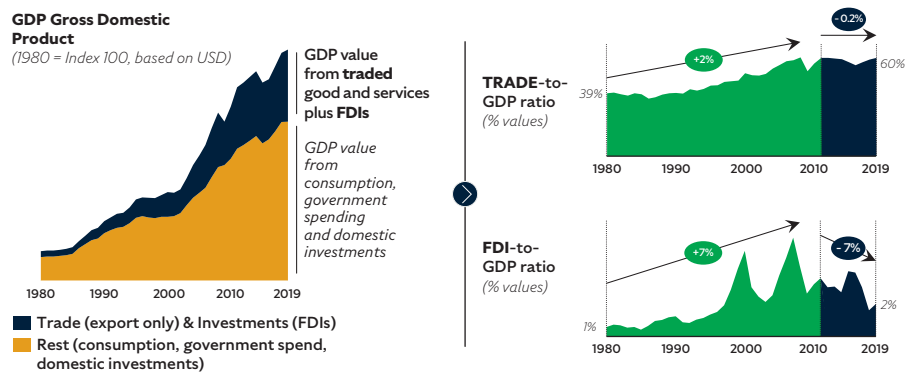 GDP Gross Domestic
Product
(1980 = Index 100, based on USD)
GDP value
from traded
good and services
plus FDIs
GDP value
from
consumption,
government
spending
and domestic
investments
1980 1990 2000 2010 2019
Trade (export only) & Investments (FDIs)
Rest (consumption, government spend,
domestic investments)
TRADE-to-
GDP ratio
(% values)
-0.2%
+2%
39%
60%
1980 1990 2000 2010 2019
FDI-to-
GDP ratio
(% values)
+7%
- 7%
1%
2%
1980 1990 2000 2010 2019